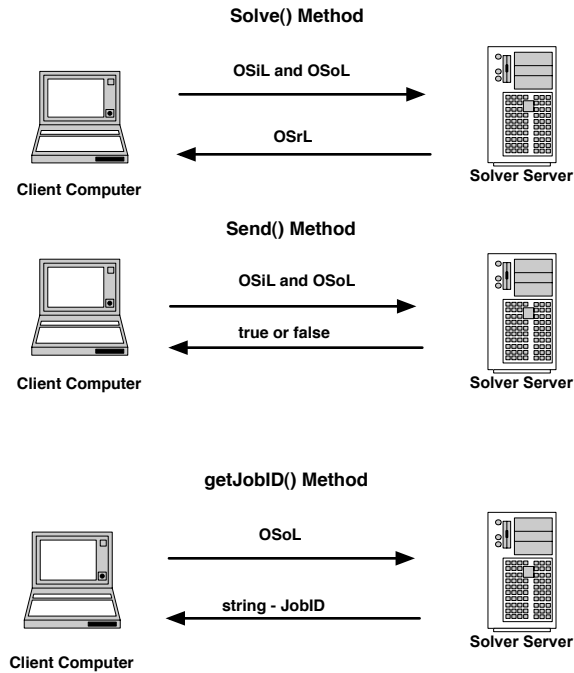 Solve() Method
OSiL and OSoL
OSrL
Client Computer
Solver Server
Send() Method
OSiL and OSoL
true or false
Client Computer
Solver Server
getJobID() Method
OSoL
string - JobID
Client Computer
Solver Server